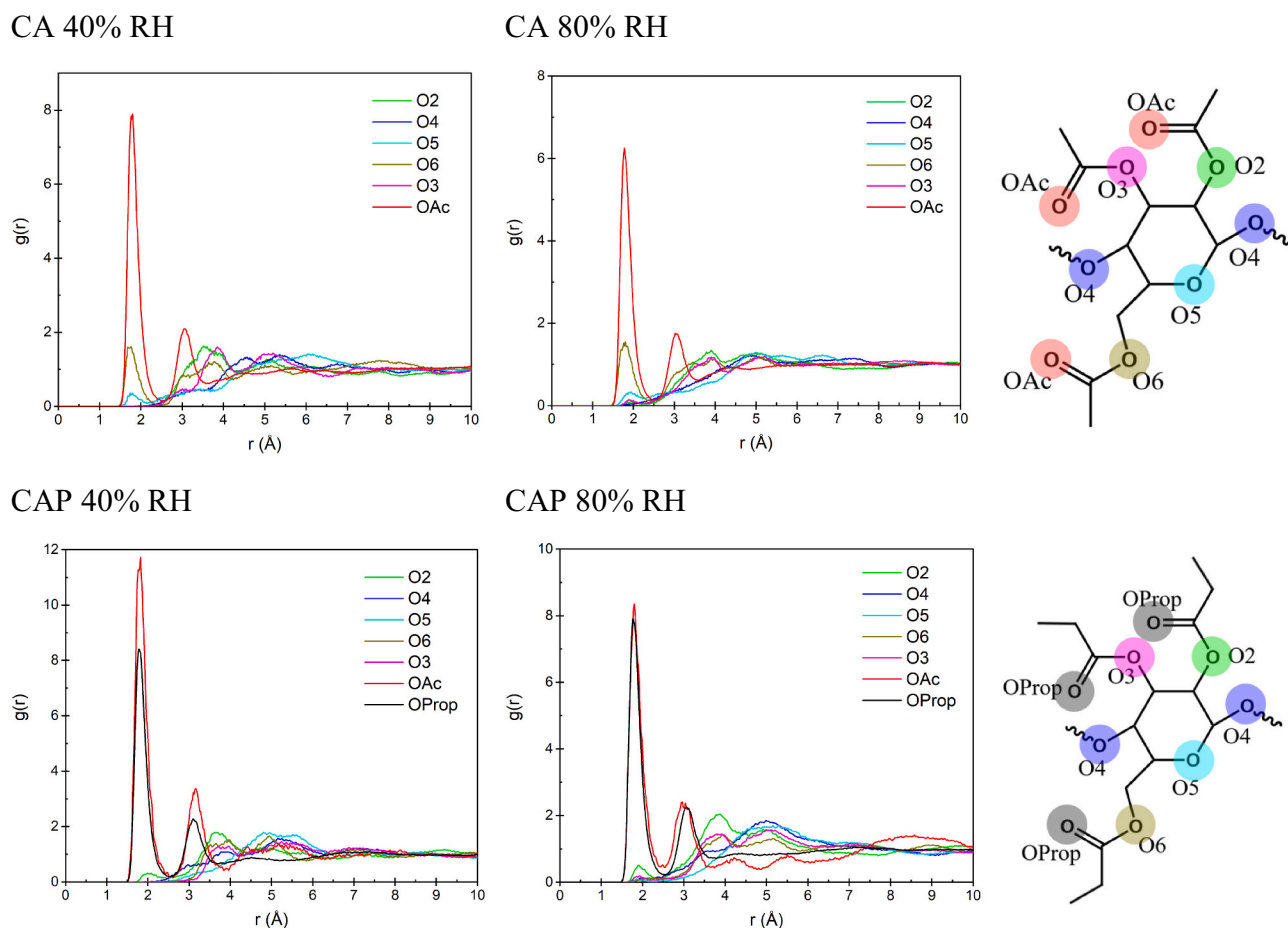 CA 40% RH
CA 80% RH
g(r)
8
6
4
2
0
0 1 2 3 4 5 6 7 8 9 10
r (Å)
O2
O4
O5
O6
O3
OAc
g(r)
8
6
4
2
0
0 1 2 3 4 5 6 7 8 9 10
r (Å)
O2
O4
O5
O6
O3
OAc
OAc
O
O
O2
O
O3
OAc
O
O
O4
O
O4
O
O5
O
OAc
O
O6
CAP 40% RH
CAP 80% RH
g(r)
12
10
8
6
4
2
0
0 1 2 3 4 5 6 7 8 9 10
r (Å)
O2
O4
O5
O6
O3
OAc
OProp
g(r)
10
8
6
4
2
0
0 1 2 3 4 5 6 7 8 9 10
r (Å)
O2
O4
O5
O6
O3
OAc
OProp
OProp
O
O
O2
O
O3
OProp
O
O
O4
O
O4
O
O5
O
OProp
O
O6